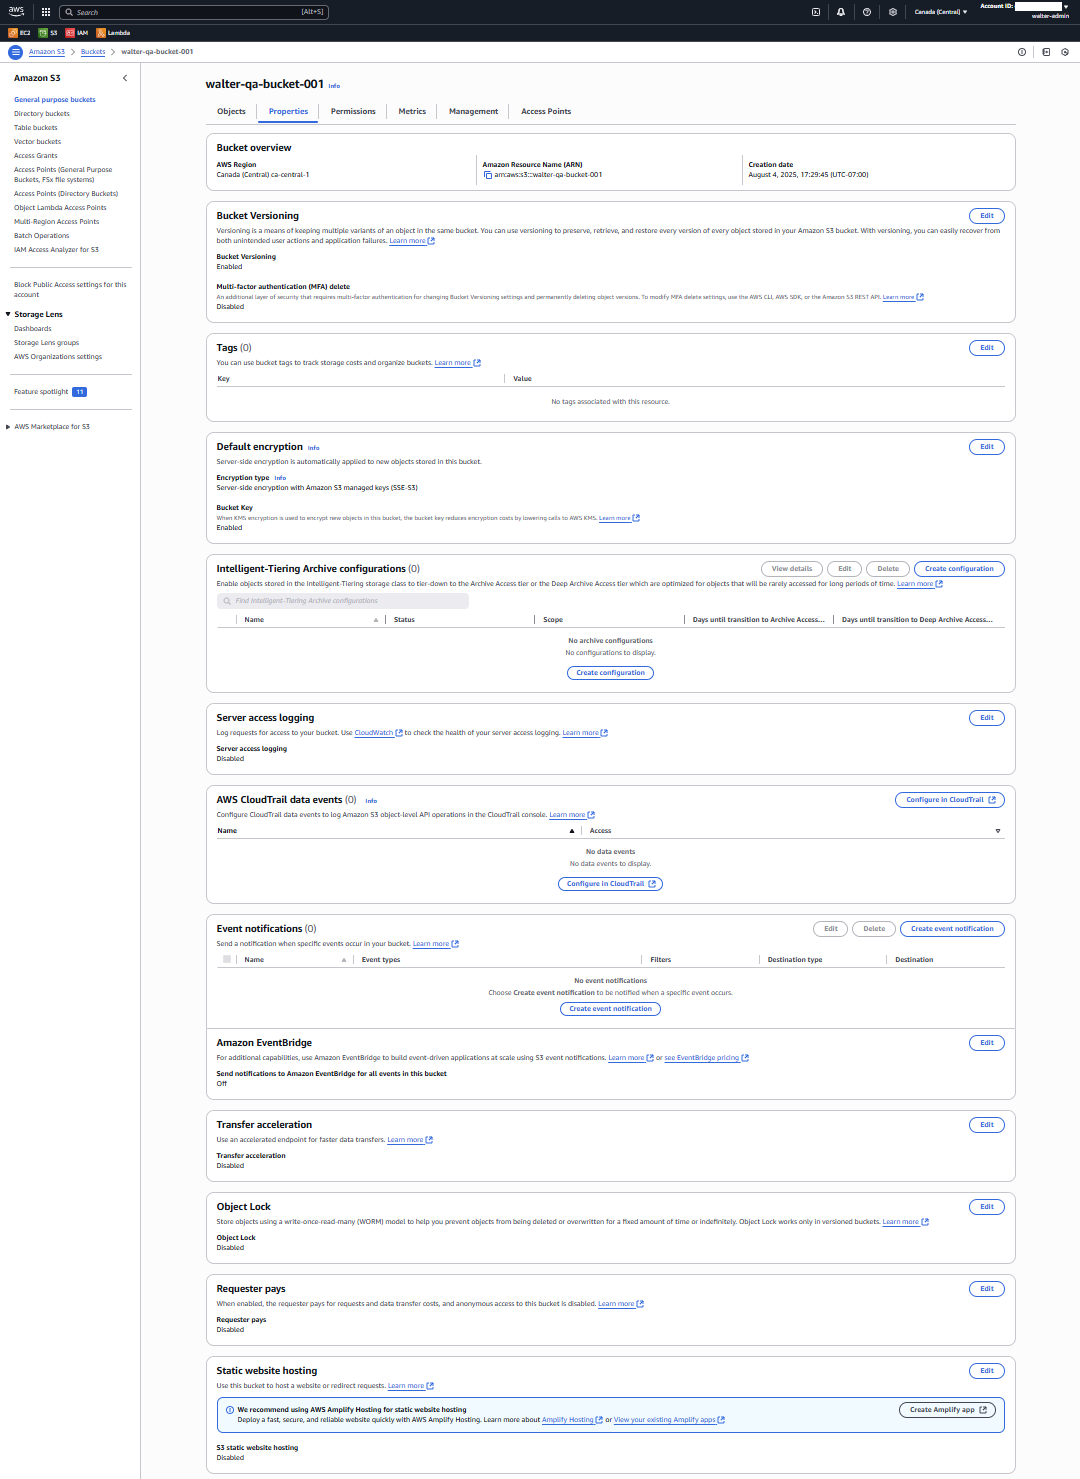 aws
Search
[Alt+S]
Canada (Central)
Account ID:
walter-admin
EC2
S3
IAM
Lambda
Amazon S3 > Buckets > walter-qa-bucket-001
Amazon S3
General purpose buckets
Directory buckets
Table buckets
Vector buckets
Access Grants
Access Points (General Purpose
Buckets, FSx file systems)
Access Points (Directory Buckets)
Object Lambda Access Points
Multi-Region Access Points
Batch Operations
IAM Access Analyzer for S3
Block Public Access settings for this
account
Storage Lens
Dashboards
Storage Lens groups
AWS Organizations settings
Feature spotlight 11
AWS Marketplace for S3
walter-qa-bucket-001 Info
Objects
Properties
Permissions
Metrics
Management
Access Points
Bucket overview
AWS Region
Canada (Central) ca-central-1
Amazon Resource Name (ARN)
arn:aws:s3:::walter-qa-bucket-001
Creation date
August 4, 2025, 17:29:45 (UTC-07:00)
Bucket Versioning
Edit
Versioning is a means of keeping multiple variants of an object in the same bucket. You can use versioning to preserve, retrieve, and restore every version of every object stored in your Amazon S3 bucket. With versioning, you can easily recover from
both unintended user actions and application failures. Learn more
Bucket Versioning
Enabled
Multi-factor authentication (MFA) delete
An additional layer of security that requires multi-factor authentication for changing Bucket Versioning settings and permanently deleting object versions. To modify MFA delete settings, use the AWS CLI, AWS SDK, or the Amazon S3 REST API. Learn more
Disabled
Tags (0)
Edit
You can use bucket tags to track storage costs and organize buckets. Learn more
Key
Value
No tags associated with this resource.
Default encryption Info
Edit
Server-side encryption is automatically applied to new objects stored in this bucket.
Encryption type Info
Server-side encryption with Amazon S3 managed keys (SSE-S3)
Bucket Key
When KMS encryption is used to encrypt new objects in this bucket, the bucket key reduces encryption costs by lowering calls to AWS KMS. Learn more
Enabled
Intelligent-Tiering Archive configurations (0)
View details
Edit
Delete
Create configuration
Enable objects stored in the Intelligent-Tiering storage class to tier-down to the Archive Access tier or the Deep Archive Access tier which are optimized for objects that will be rarely accessed for long periods of time. Learn more
Find Intelligent-Tiering Archive configurations
Name
Status
Scope
Days until transition to Archive Access...
Days until transition to Deep Archive Access...
No archive configurations
No configurations to display.
Create configuration
Server access logging
Edit
Log requests for access to your bucket. Use CloudWatch to check the health of your server access logging. Learn more
Server access logging
Disabled
AWS CloudTrail data events (0) Info
Configure in CloudTrail
Configure CloudTrail data events to log Amazon S3 object-level API operations in the CloudTrail console. Learn more
Name
Access
No data events
No data events to display.
Configure in CloudTrail
Event notifications (0)
Edit
Delete
Create event notification
Send a notification when specific events occur in your bucket. Learn more
Name
Event types
Filters
Destination type
Destination
No event notifications
Choose Create event notification to be notified when a specific event occurs.
Create event notification
Amazon EventBridge
Edit
For additional capabilities, use Amazon EventBridge to build event-driven applications at scale using S3 event notifications. Learn more or see EventBridge pricing
Send notifications to Amazon EventBridge for all events in this bucket
Off
Transfer acceleration
Edit
Use an accelerated endpoint for faster data transfers. Learn more
Transfer acceleration
Disabled
Object Lock
Edit
Store objects using a write-once-read-many (WORM) model to help you prevent objects from being deleted or overwritten for a fixed amount of time or indefinitely. Object Lock works only in versioned buckets. Learn more
Object Lock
Disabled
Requester pays
Edit
When enabled, the requester pays for requests and data transfer costs, and anonymous access to this bucket is disabled. Learn more
Requester pays
Disabled
Static website hosting
Edit
Use this bucket to host a website or redirect requests. Learn more
We recommend using AWS Amplify Hosting for static website hosting
Deploy a fast, secure, and reliable website quickly with AWS Amplify Hosting. Learn more about Amplify Hosting or View your existing Amplify apps
Create Amplify app
S3 static website hosting
Disabled